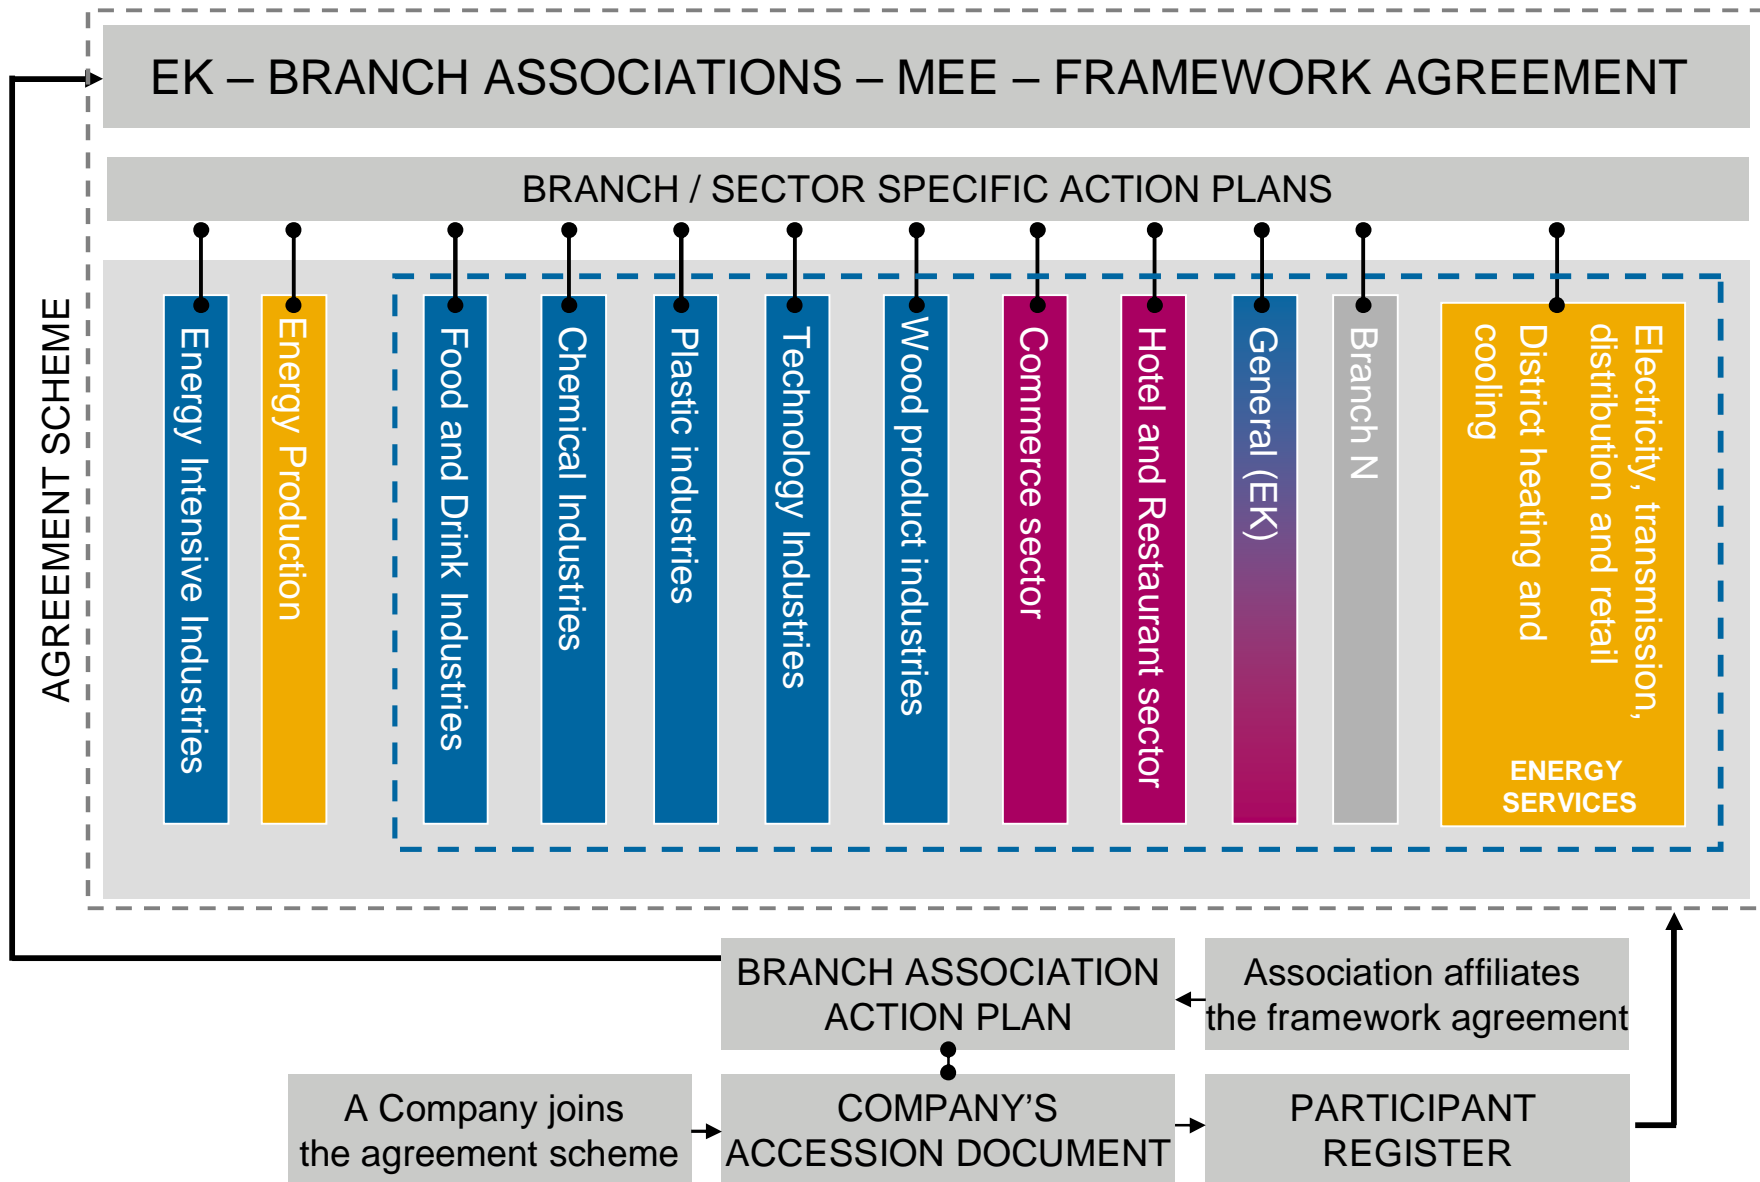 EK – BRANCH ASSOCIATIONS – MEE – FRAMEWORK AGREEMENT
BRANCH / SECTOR SPECIFIC ACTION PLANS
AGREEMENT SCHEME
Energy Intensive Industries
Energy Production
Food and Drink Industries
Chemical Industries
Plastic industries
Technology Industries
Wood product industries
Commerce sector
Hotel and Restaurant sector
General (EK)
Branch N
Electricity, transmission,
distribution and retail
District heating and
cooling
ENERGY
SERVICES
BRANCH ASSOCIATION
ACTION PLAN
Association affiliates
the framework agreement
A Company joins
the agreement scheme
COMPANY’S
ACCESSION DOCUMENT
PARTICIPANT
REGISTER